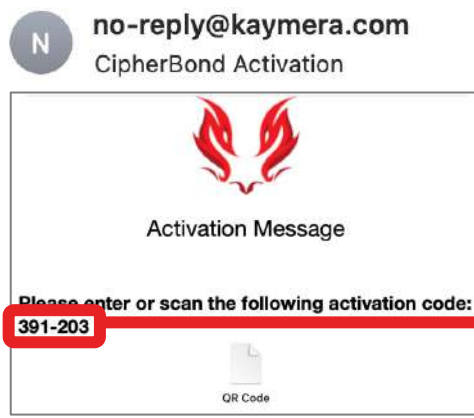 N
no-reply@kaymera.com
CipherBond Activation
Activation Message
Please enter or scan the following activation code:
391-203
QR Code